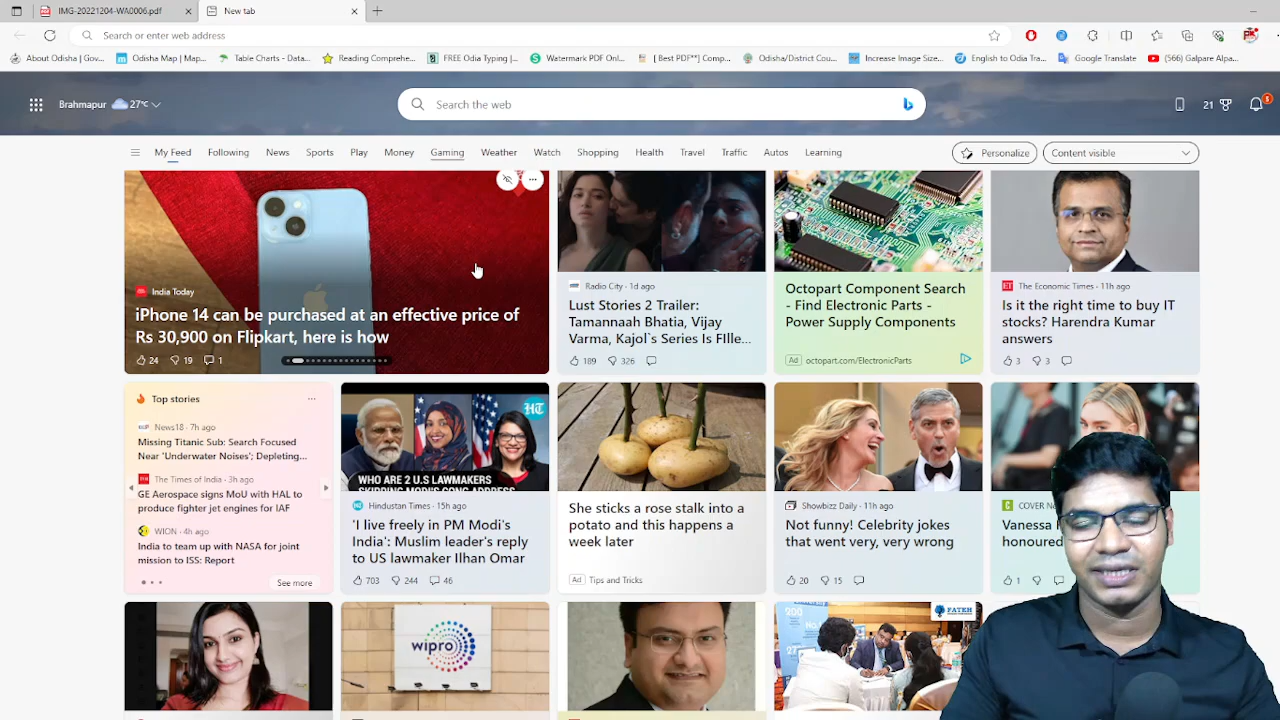 IMG-20221204-WA0006.pdf
New tab
Search or enter web address
About Odisha | Gov...
Odisha Map | Map...
Table Charts - Data...
Reading Comprehe...
FREE Odia Typing |...
Watermark PDF Onl...
[ Best PDF**] Comp...
Odisha/District Cou...
Increase Image Size...
English to Odia Tra...
Google Translate
(566) Galpare Alpa...
Brahmapur 27°C
Search the web
21
5
My Feed
Following
News
Sports
Play
Money
Gaming
Weather
Watch
Shopping
Health
Travel
Traffic
Autos
Learning
Personalize
Content visible
India Today
iPhone 14 can be purchased at an effective price of
Rs 30,900 on Flipkart, here is how
24 19 1
Radio City · 1d ago
Lust Stories 2 Trailer:
Tamannaah Bhatia, Vijay
Varma, Kajol`s Series Is FIlle...
189 326
Octopart Component Search
- Find Electronic Parts -
Power Supply Components
Ad octopart.com/ElectronicParts
ET The Economic Times · 11h ago
Is it the right time to buy IT
stocks? Harendra Kumar
answers
3 3
Top stories
News18 · 7h ago
Missing Titanic Sub: Search Focused
Near 'Underwater Noises'; Depleting...
The Times of India · 3h ago
GE Aerospace signs MoU with HAL to
produce fighter jet engines for IAF
WION · 4h ago
India to team up with NASA for joint
mission to ISS: Report
See more
HT
WHO ARE 2 U.S LAWMAKERS
SKIPPING MODI'S CONG ADDRESS
Hindustan Times · 15h ago
'I live freely in PM Modi's
India': Muslim leader's reply
to US lawmaker Ilhan Omar
703 244 46
She sticks a rose stalk into a
potato and this happens a
week later
Ad Tips and Tricks
Showbizz Daily · 11h ago
Not funny! Celebrity jokes
that went very, very wrong
20 15
COVER
Vanessa
honoured
1
wipro
FATEH
200